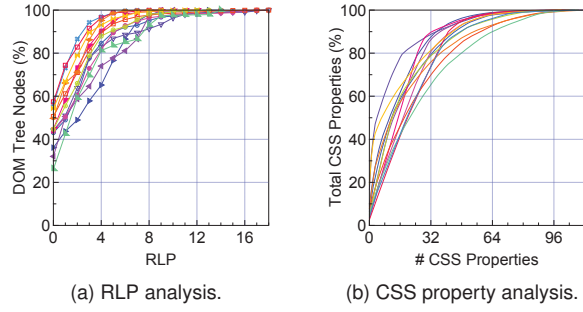 100
80
60
40
20
0
DOM Tree Nodes (%)
0 4 8 12 16
RLP
(a) RLP analysis.
100
80
60
40
20
0
Total CSS Properties (%)
0 32 64 96
# CSS Properties
(b) CSS property analysis.